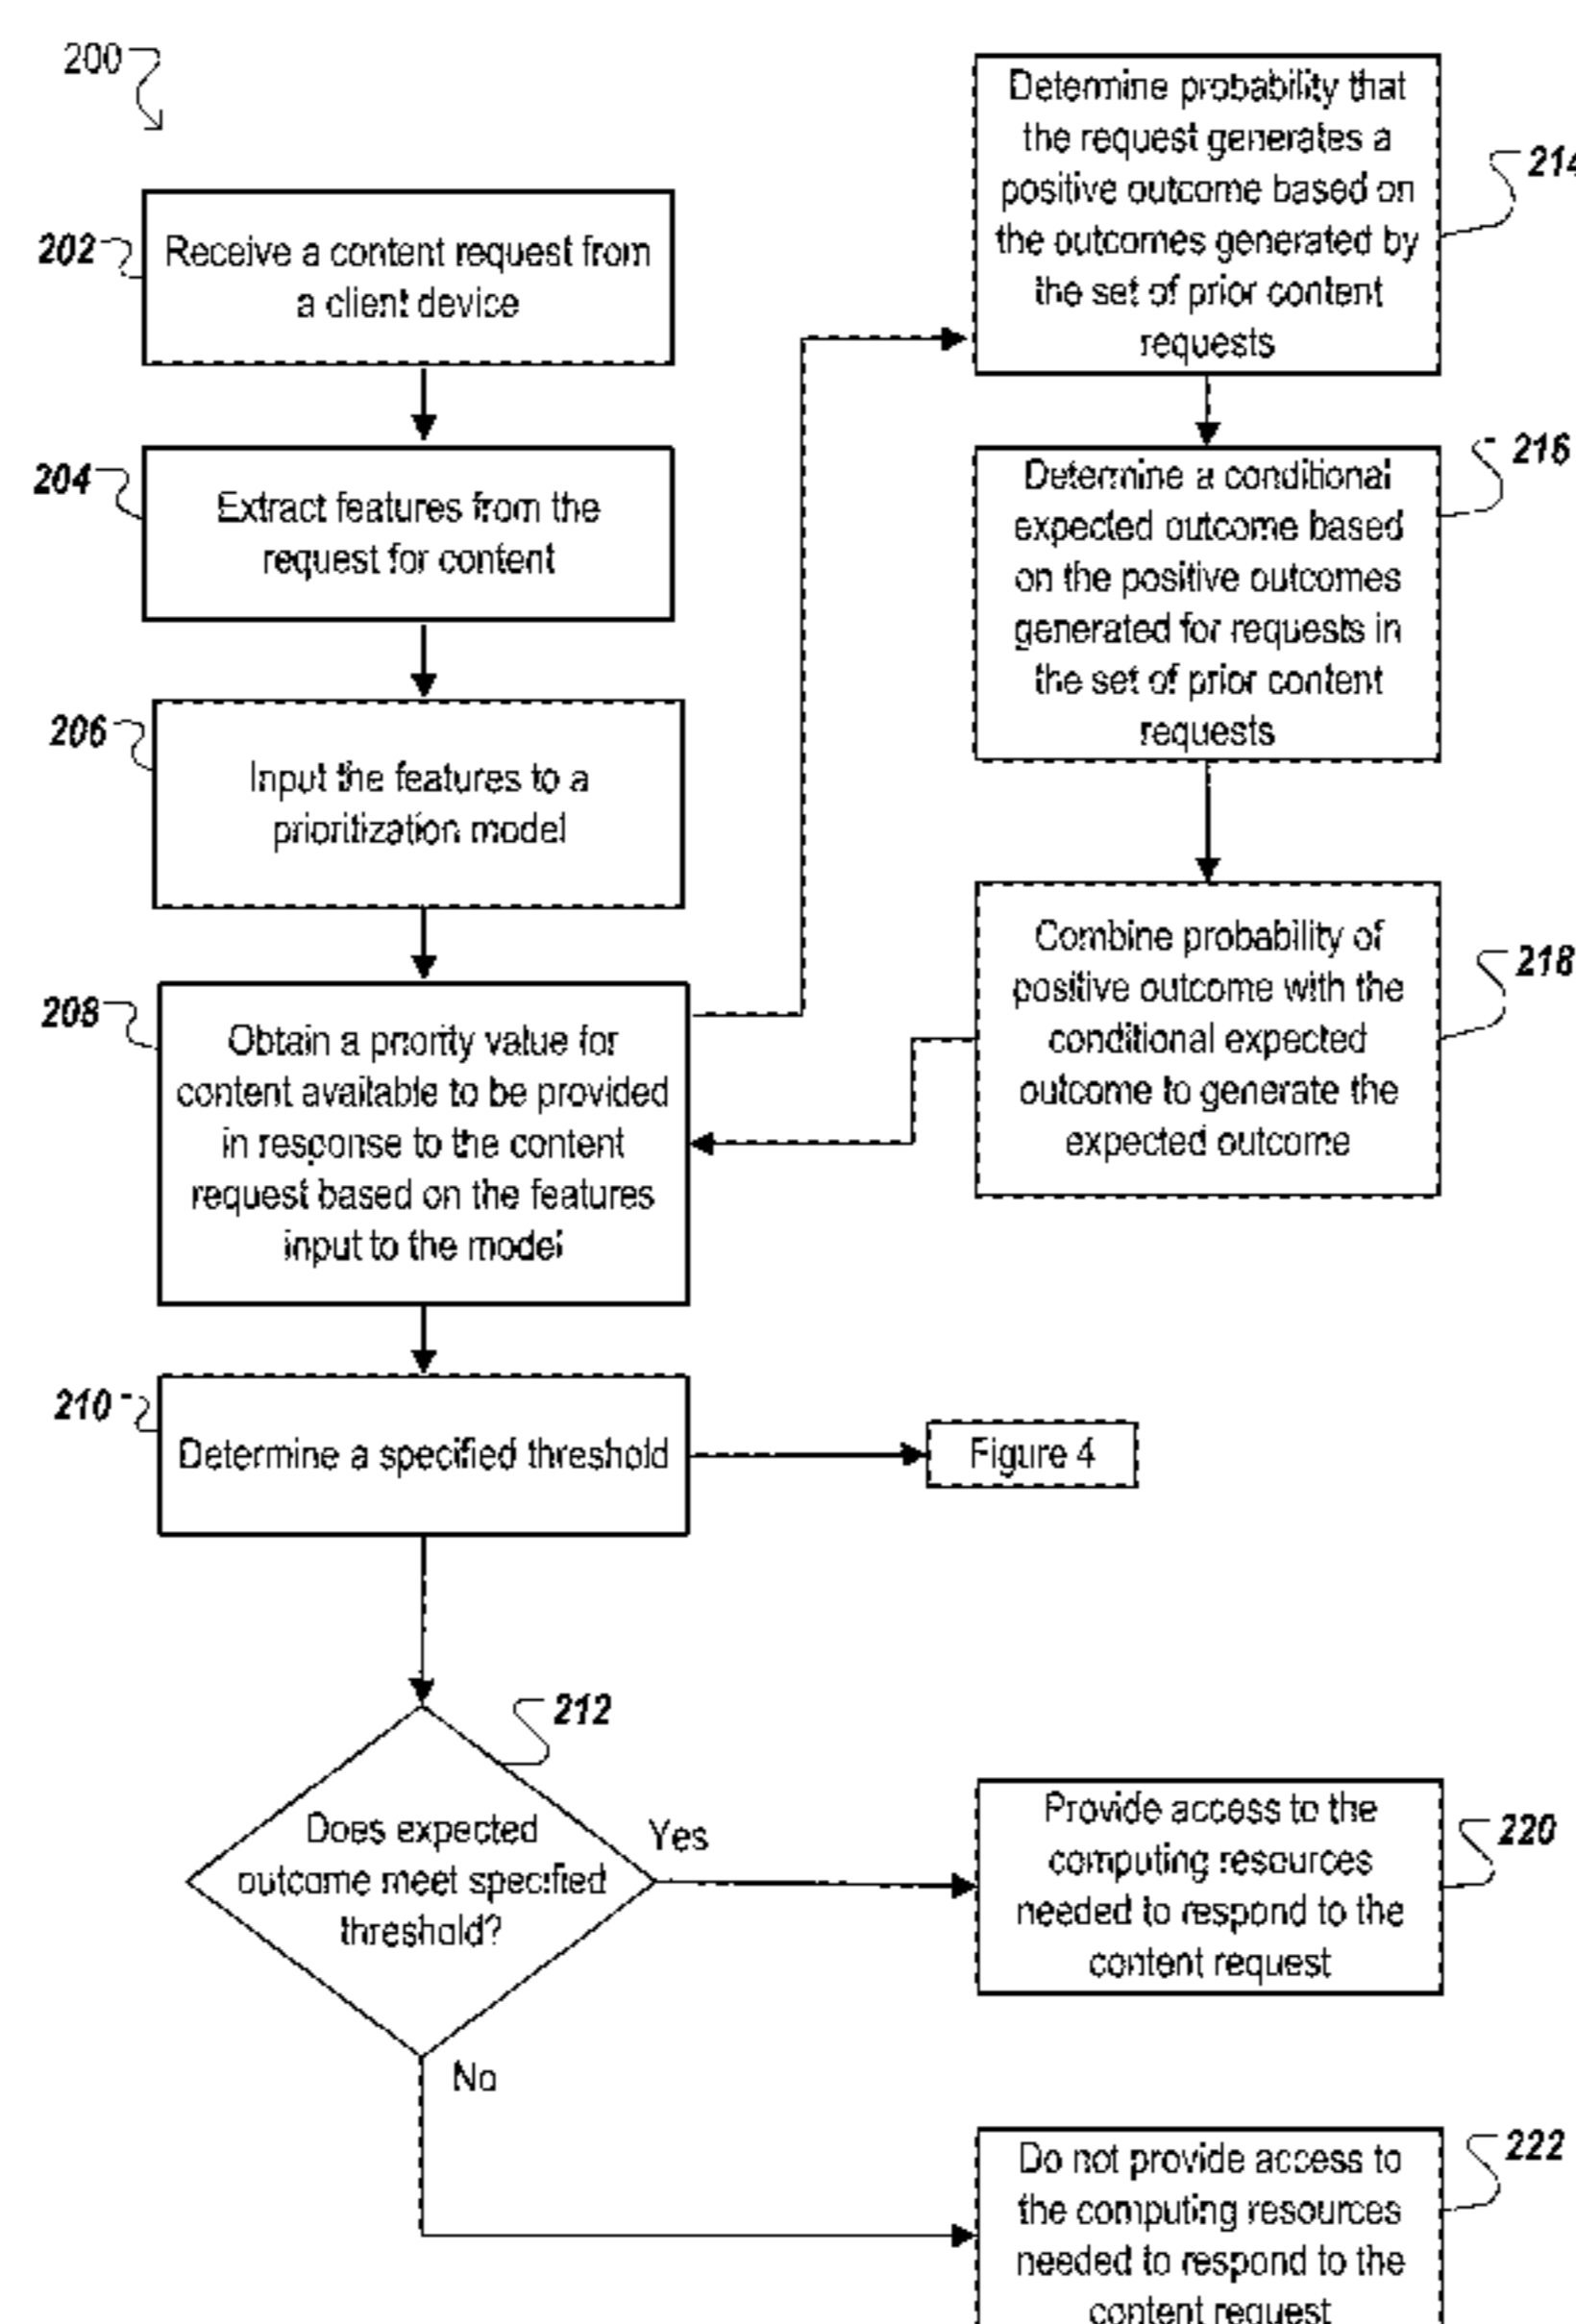 200
202
Receive a content request from
a client device
204
Extract features from the
request for content
206
Input the features to a
prioritization model
208
Obtain a priority value for
content available to be provided
in response to the content
request based on the features
input to the model
210
Determine a specified threshold
Figure 4
212
Does expected
outcome meet specified
threshold?
Yes
No
Determine probability that
the request generates a
positive outcome based on
the outcomes generated by
the set of prior content
requests
214
Determine a conditional
expected outcome based
on the positive outcomes
generated for requests in
the set of prior content
requests
216
Combine probability of
positive outcome with the
conditional expected
outcome to generate the
expected outcome
218
Provide access to the
computing resources
needed to respond to the
content request
220
Do not provide access to
the computing resources
needed to respond to the
content request
222